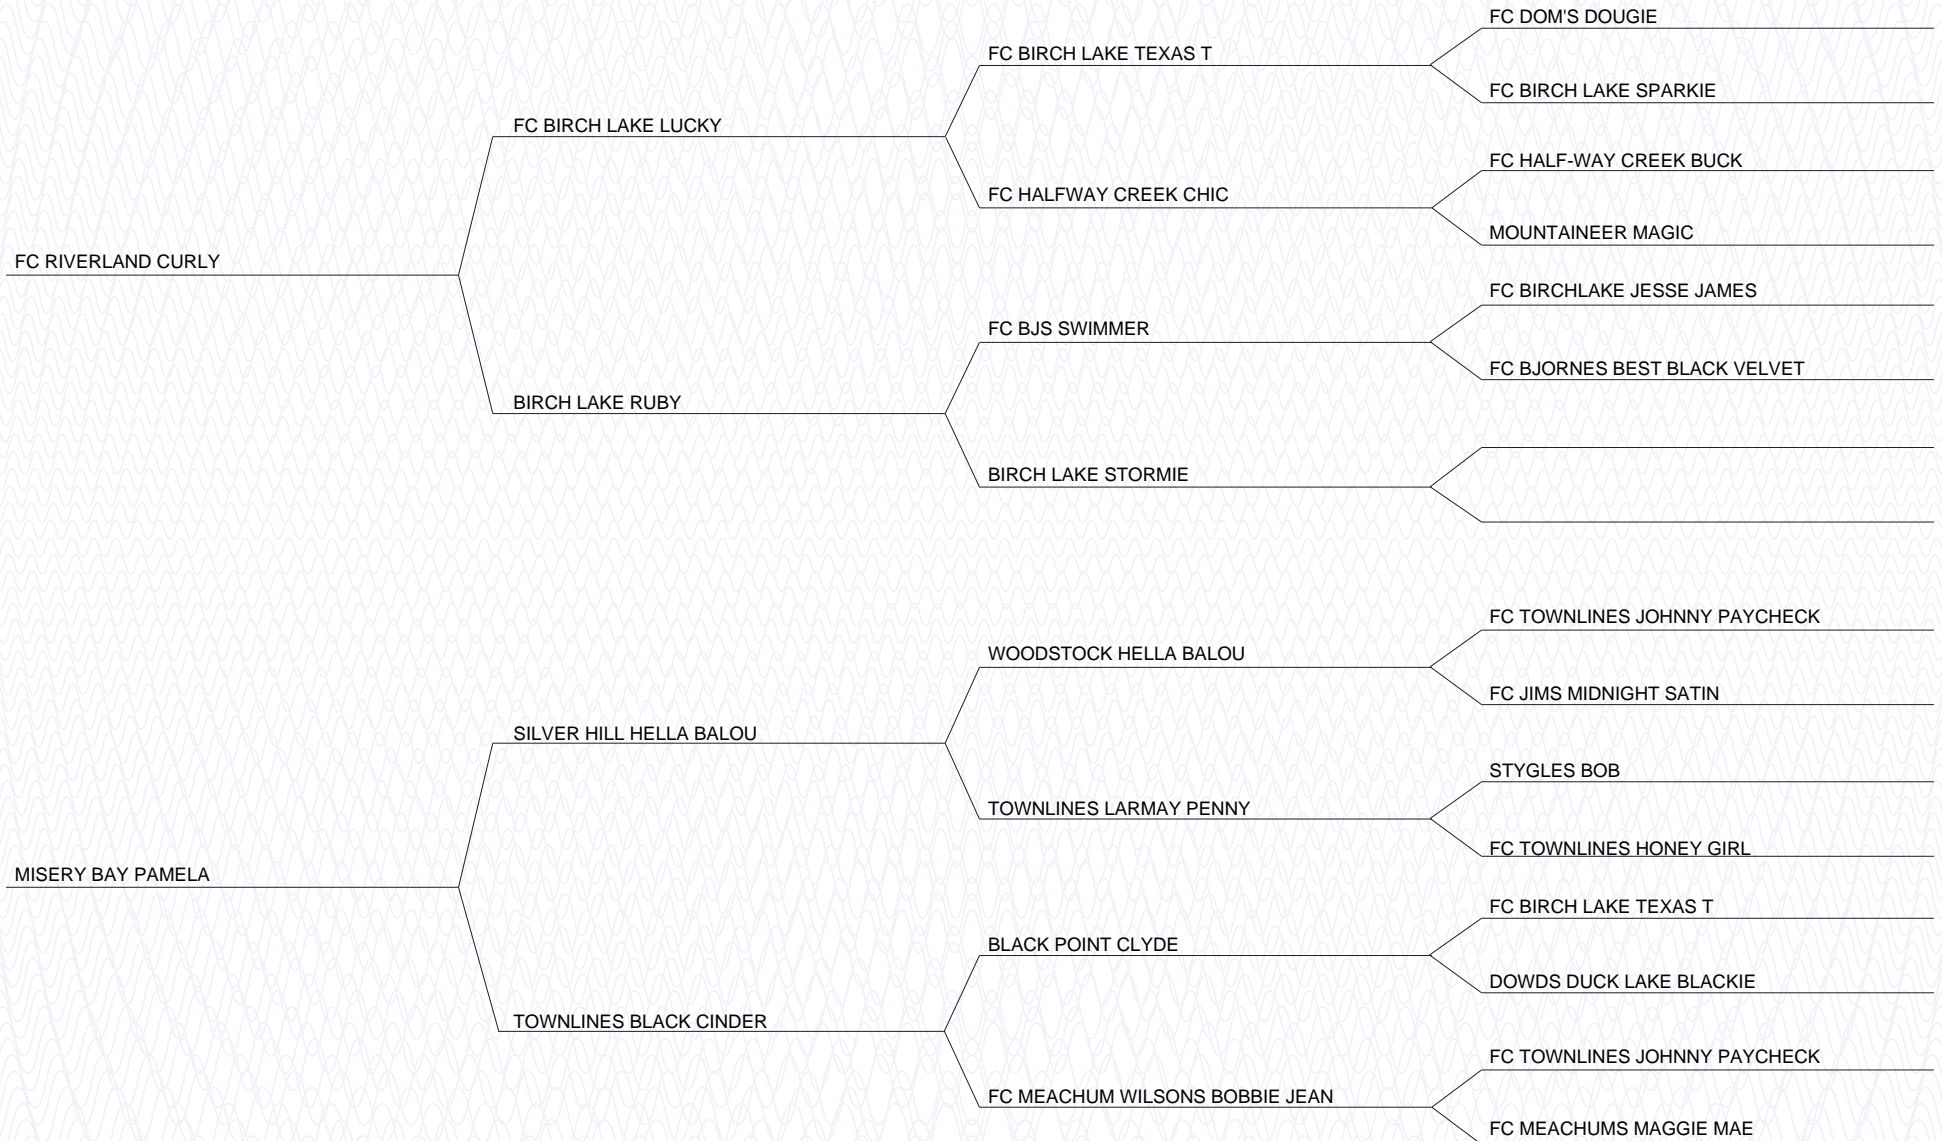 FC DOM'S DOUGIE
FC BIRCH LAKE TEXAS T
FC BIRCH LAKE SPARKIE
FC BIRCH LAKE LUCKY
FC HALF-WAY CREEK BUCK
FC HALFWAY CREEK CHIC
MOUNTAINEER MAGIC
FC RIVERLAND CURLY
FC BIRCHLAKE JESSE JAMES
FC BJS SWIMMER
FC BJORNES BEST BLACK VELVET
BIRCH LAKE RUBY
BIRCH LAKE STORMIE
FC TOWNLINES JOHNNY PAYCHECK
WOODSTOCK HELLA BALOU
FC JIMS MIDNIGHT SATIN
SILVER HILL HELLA BALOU
STYGLES BOB
TOWNLINES LARMAY PENNY
FC TOWNLINES HONEY GIRL
MISERY BAY PAMELA
FC BIRCH LAKE TEXAS T
BLACK POINT CLYDE
DOWDS DUCK LAKE BLACKIE
TOWNLINES BLACK CINDER
FC TOWNLINES JOHNNY PAYCHECK
FC MEACHUM WILSONS BOBBIE JEAN
FC MEACHUMS MAGGIE MAE